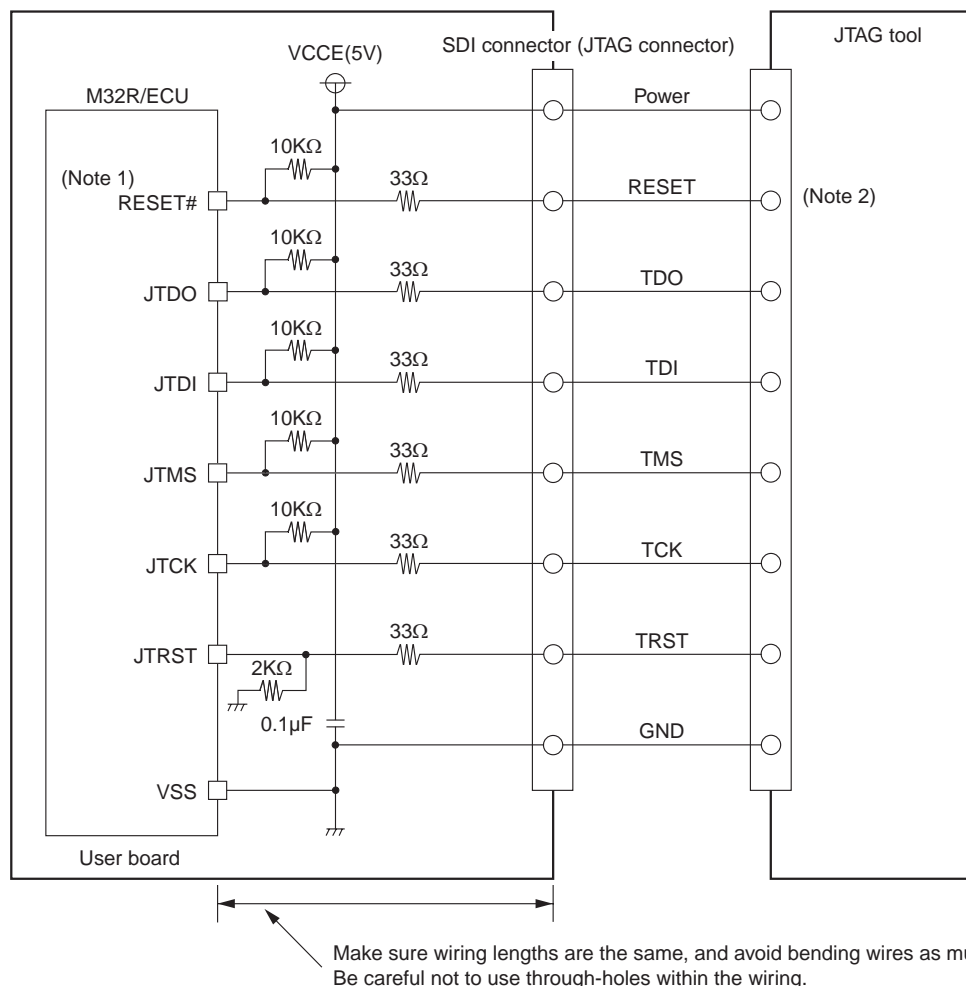 SDI connector (JTAG connector)
JTAG tool
VCCE(5V)
M32R/ECU
Power
10KΩ
(Note 1)
RESET#
33Ω
RESET
(Note 2)
10KΩ
JTDO
33Ω
TDO
10KΩ
JTDI
33Ω
TDI
10KΩ
JTMS
33Ω
TMS
10KΩ
JTCK
33Ω
TCK
JTRST
33Ω
TRST
2KΩ
0.1µF
GND
VSS
User board
Make sure wiring lengths are the same, and avoid bending wires as
Be careful not to use through-holes within the wiring.